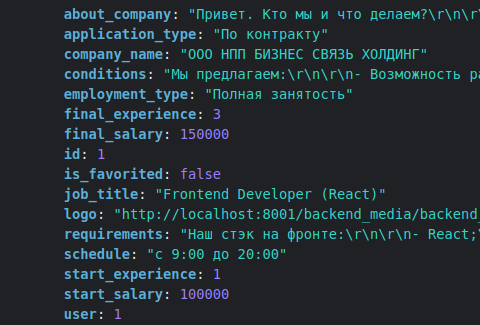 about_company: "Привет. Кто мы и что делаем?\r\n\r\
application_type: "По контракту"
company_name: "ООО НПП БИЗНЕС СВЯЗЬ ХОЛДИНГ"
conditions: "Мы предлагаем:\r\n\r\n- Возможность ра
employment_type: "Полная занятость"
final_experience: 3
final_salary: 150000
id: 1
is_favorited: false
job_title: "Frontend Developer (React)"
logo: "http://localhost:8001/backend_media/backend_
requirements: "Наш стэк на фронте:\r\n\r\n- React;\
schedule: "с 9:00 до 20:00"
start_experience: 1
start_salary: 100000
user: 1